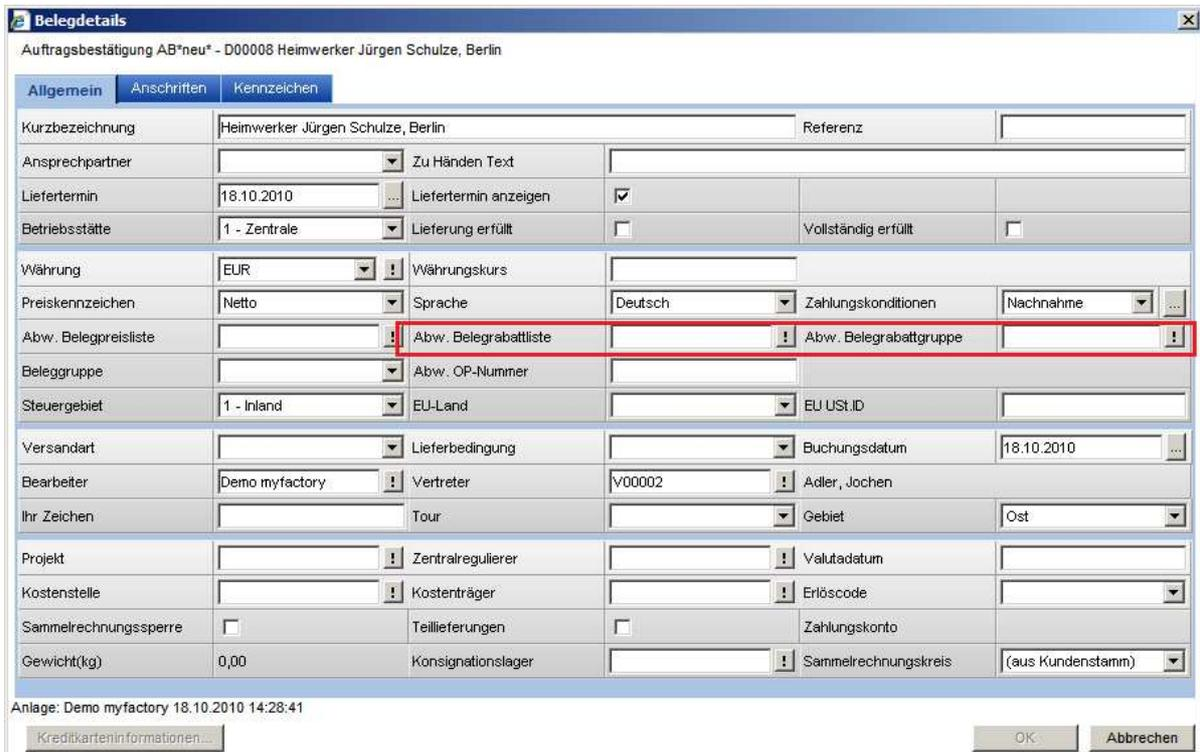 Belegdetails
Auftragsbestätigung AB*neu* - D00008 Heimwerker Jürgen Schulze, Berlin
Allgemein Anschriften Kennzeichen
Kurzbezeichnung Heimwerker Jürgen Schulze, Berlin Referenz
Ansprechpartner Zu Händen Text
Liefertermin 18.10.2010 ... Liefertermin anzeigen
Betriebsstätte 1 - Zentrale Lieferung erfüllt Vollständig erfüllt
Währung EUR ! Währungskurs
Preiskennzeichen Netto Sprache Deutsch Zahlungskonditionen Nachnahme ...
Abw. Belegpreisliste ! Abw. Belegrabattliste ! Abw. Belegrabattgruppe !
Beleggruppe Abw. OP-Nummer
Steuergebiet 1 - Inland EU-Land EU USt.ID
Versandart Lieferbedingung Buchungsdatum 18.10.2010 ...
Bearbeiter Demo myfactory ! Vertreter V00002 ! Adler, Jochen
Ihr Zeichen Tour Gebiet Ost
Projekt ! Zentralregulierer ! Valutadatum
Kostenstelle ! Kostenträger ! Erlöscode
Sammelrechnungssperre Teillieferungen Zahlungskonto
Gewicht(kg) 0,00 Konsignationslager ! Sammelrechnungskreis (aus Kundenstamm)
Anlage: Demo myfactory 18.10.2010 14:28:41
Kreditkarteninformationen... OK Abbrechen